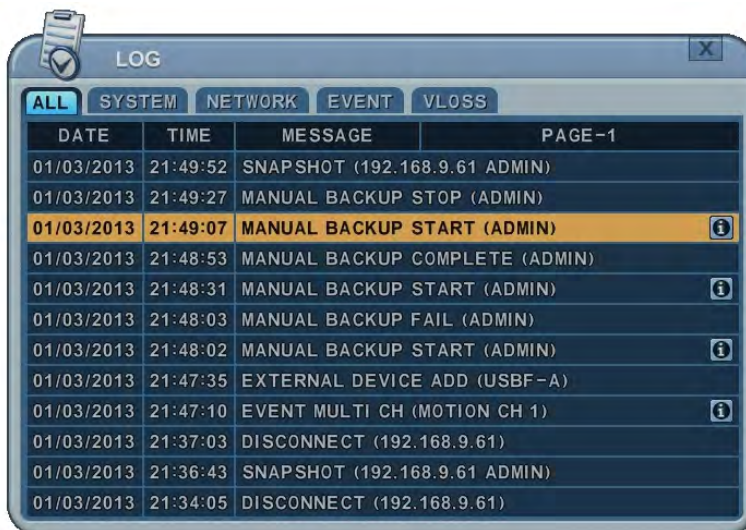 LOG
X
ALL SYSTEM NETWORK EVENT VLOSS
DATE TIME MESSAGE PAGE-1
01/03/2013 21:49:52 SNAPSHOT (192.168.9.61 ADMIN)
01/03/2013 21:49:27 MANUAL BACKUP STOP (ADMIN)
01/03/2013 21:49:07 MANUAL BACKUP START (ADMIN)
01/03/2013 21:48:53 MANUAL BACKUP COMPLETE (ADMIN)
01/03/2013 21:48:31 MANUAL BACKUP START (ADMIN)
01/03/2013 21:48:03 MANUAL BACKUP FAIL (ADMIN)
01/03/2013 21:48:02 MANUAL BACKUP START (ADMIN)
01/03/2013 21:47:35 EXTERNAL DEVICE ADD (USBF-A)
01/03/2013 21:47:10 EVENT MULTI CH (MOTION CH 1)
01/03/2013 21:37:03 DISCONNECT (192.168.9.61)
01/03/2013 21:36:43 SNAPSHOT (192.168.9.61 ADMIN)
01/03/2013 21:34:05 DISCONNECT (192.168.9.61)